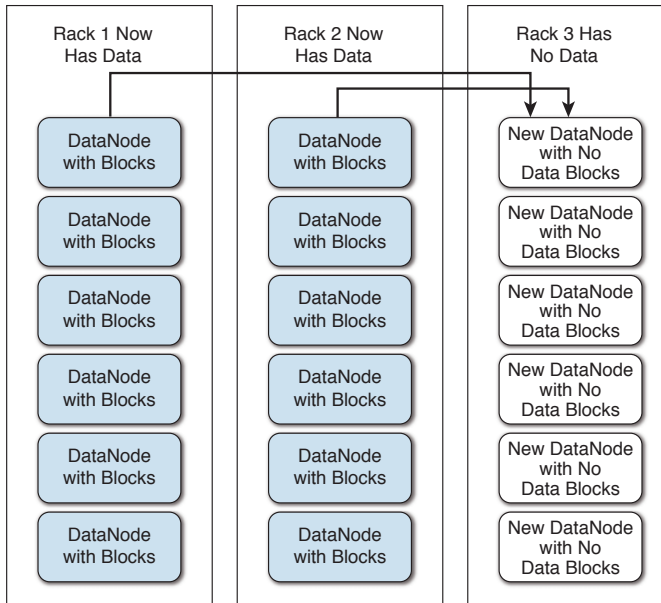 Rack 1 Now
Has Data
Rack 2 Now
Has Data
Rack 3 Has
No Data
DataNode
with Blocks
DataNode
with Blocks
New DataNode
with No
Data Blocks
DataNode
with Blocks
DataNode
with Blocks
New DataNode
with No
Data Blocks
DataNode
with Blocks
DataNode
with Blocks
New DataNode
with No
Data Blocks
DataNode
with Blocks
DataNode
with Blocks
New DataNode
with No
Data Blocks
DataNode
with Blocks
DataNode
with Blocks
New DataNode
with No
Data Blocks
DataNode
with Blocks
DataNode
with Blocks
New DataNode
with No
Data Blocks